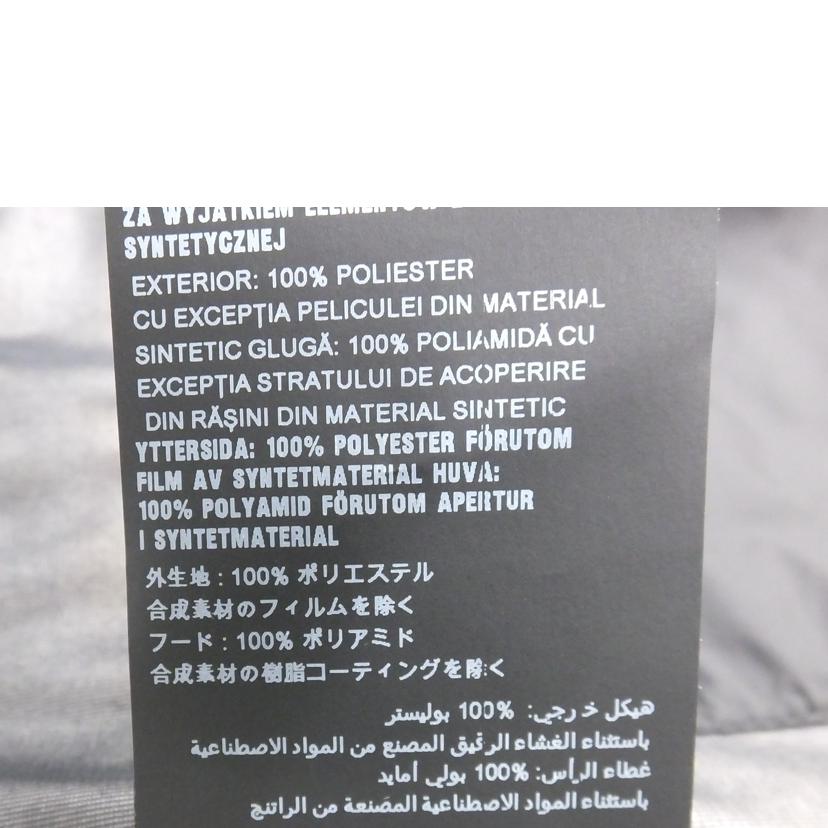 ZA WYJĄTKIEM ELEMENTÓW
SYNTETYCZNEJ
EXTERIOR: 100% POLIESTER
CU EXCEPȚIA PELICULEI DIN MATERIAL
SINTETIC GLUGĂ: 100% POLIAMIDĂ CU
EXCEPȚIA STRATULUI DE ACOPERIRE
DIN RĂȘINI DIN MATERIAL SINTETIC
YTTERSIDA: 100% POLYESTER FÖRUTOM
FILM AV SYNTETMATERIAL HUVA:
100% POLYAMID FÖRUTOM APERTUR
I SYNTETMATERIAL
外生地 : 100% ポリエステル
合成素材のフィルムを除く
フード : 100% ポリアミド
合成素材の樹脂コーティングを除く
هيكل خارجي: 100% بوليستر
باستثناء الغشاء الرقيق المصنع من المواد الاصطناعية
غطاء الرأس: 100% بولي أمايد
باستثناء المواد الاصطناعية المصنعة من الراتنج